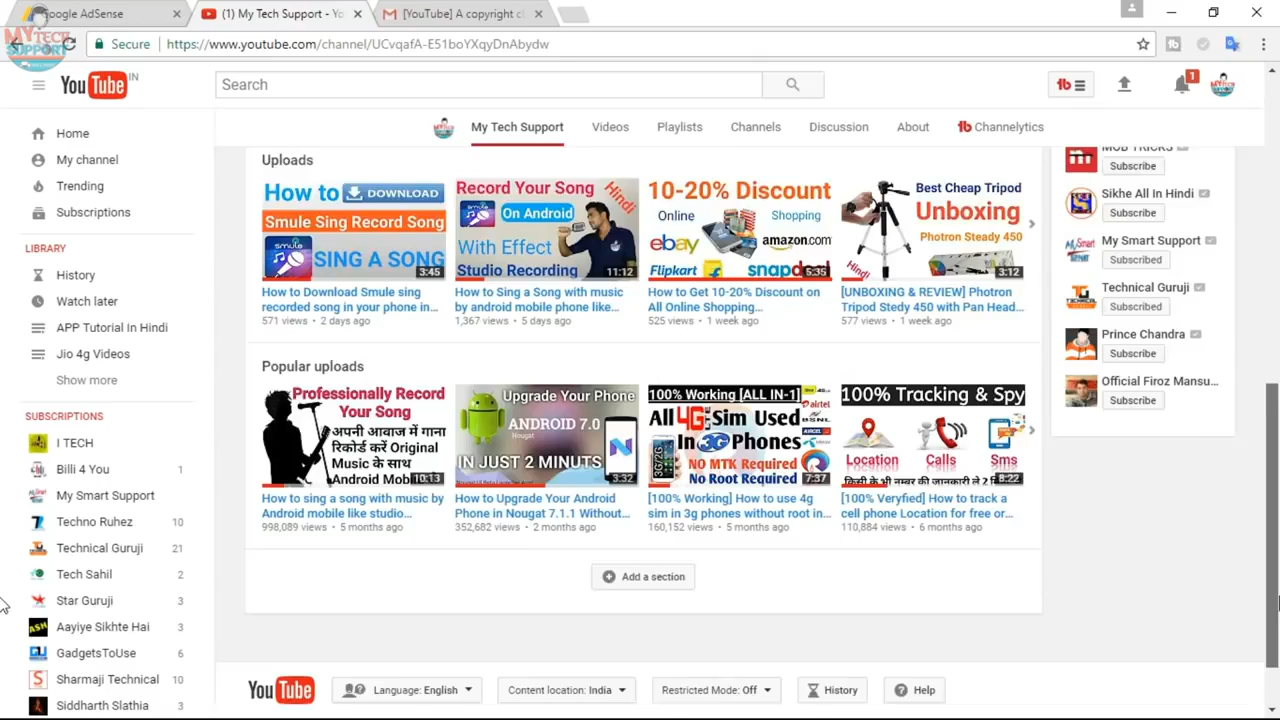 google AdSense
(1) My Tech Support - Yo
[YouTube] A copyright cl
MY TECH
SUPPORT
Secure
https://www.youtube.com/channel/UCvqafA-E51boYXqyDnAbydw
YouTube IN
Search
1
My Tech Support
Videos
Playlists
Channels
Discussion
About
Channelytics
Home
My channel
Trending
Subscriptions
LIBRARY
History
Watch later
APP Tutorial In Hindi
Jio 4g Videos
Show more
SUBSCRIPTIONS
I TECH
Billi 4 You 1
My Smart Support
Techno Ruhez 10
Technical Guruji 21
Tech Sahil 2
Star Guruji 3
Aayiye Sikhte Hai 3
GadgetsToUse 6
Sharmaji Technical 10
Siddharth Slathia 3
Uploads
How to DOWNLOAD
Smule Sing Record Song
smule
SING A SONG
3:45
How to Download Smule sing
recorded song in your phone in...
571 views • 2 days ago
Record Your Song
Hindi
On Android
With Effect
Studio Recording
11:12
How to Sing a Song with music
by android mobile phone like...
1,367 views • 5 days ago
10-20% Discount
Online Shopping
ebay amazon.com
Flipkart snapdeal
5:35
How to Get 10-20% Discount on
All Online Shopping...
525 views • 1 week ago
Best Cheap Tripod
Unboxing
Photron Steady 450
Hindi
3:12
[UNBOXING & REVIEW] Photron
Tripod Stedy 450 with Pan Head...
577 views • 1 week ago
Popular uploads
Professionally Record
Your Song
अपनी आवाज में गाना
रिकोर्ड करें Original
Music के साथ
Android Mobile
10:13
How to sing a song with music by
Android mobile like studio...
998,089 views • 5 months ago
Upgrade Your Phone
ANDROID 7.0
Nougat
IN JUST 2 MINUTS
3:32
How to Upgrade Your Android
Phone in Nougat 7.1.1 Without...
352,682 views • 2 months ago
100% Working [ALL IN-1]
All 4G Sim Used
In 3G Phones
3G/2G
NO MTK Required
No Root Required
airtel
BSNL
AIRCEL
7:37
[100% Working] How to use 4g
sim in 3g phones without root in...
160,152 views • 5 months ago
100% Tracking & Spy
Location Calls Sms
किसी के भी नम्बर की जानकारी ले 2
8:22
[100% Veryfied] How to track a
cell phone Location for free or...
110,884 views • 6 months ago
Add a section
MOB TRICKS
Subscribe
Sikhe All In Hindi
Subscribe
My Smart Support
Subscribed
Technical Guruji
Subscribed
Prince Chandra
Subscribe
Official Firoz Mansu...
Subscribe
YouTube
Language: English
Content location: India
Restricted Mode: Off
History
Help